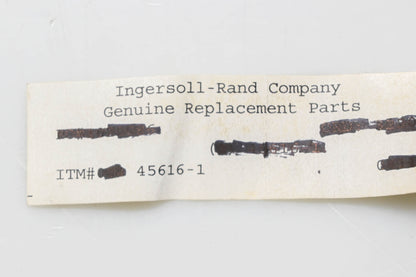 Ingersoll-Rand Company
Genuine Replacement Parts
ITM# 45616-1